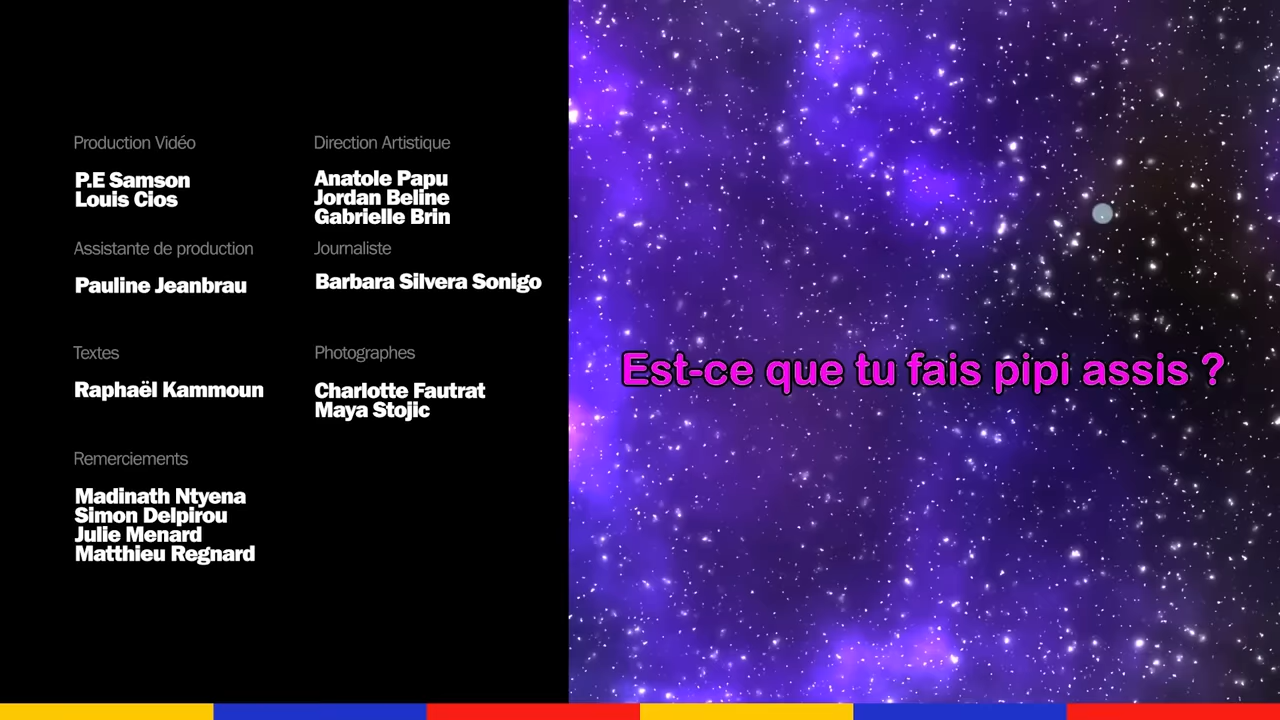 Production Vidéo
P.E Samson
Louis Cios
Direction Artistique
Anatole Papu
Jordan Beline
Gabrielle Brin
Assistante de production
Pauline Jeanbrau
Journaliste
Barbara Silvera Sonigo
Textes
Raphaël Kammoun
Photographes
Charlotte Fautrat
Maya Stojic
Remerciements
Madinath Ntyena
Simon Delpirou
Julie Menard
Matthieu Regnard
Est-ce que tu fais pipi assis ?